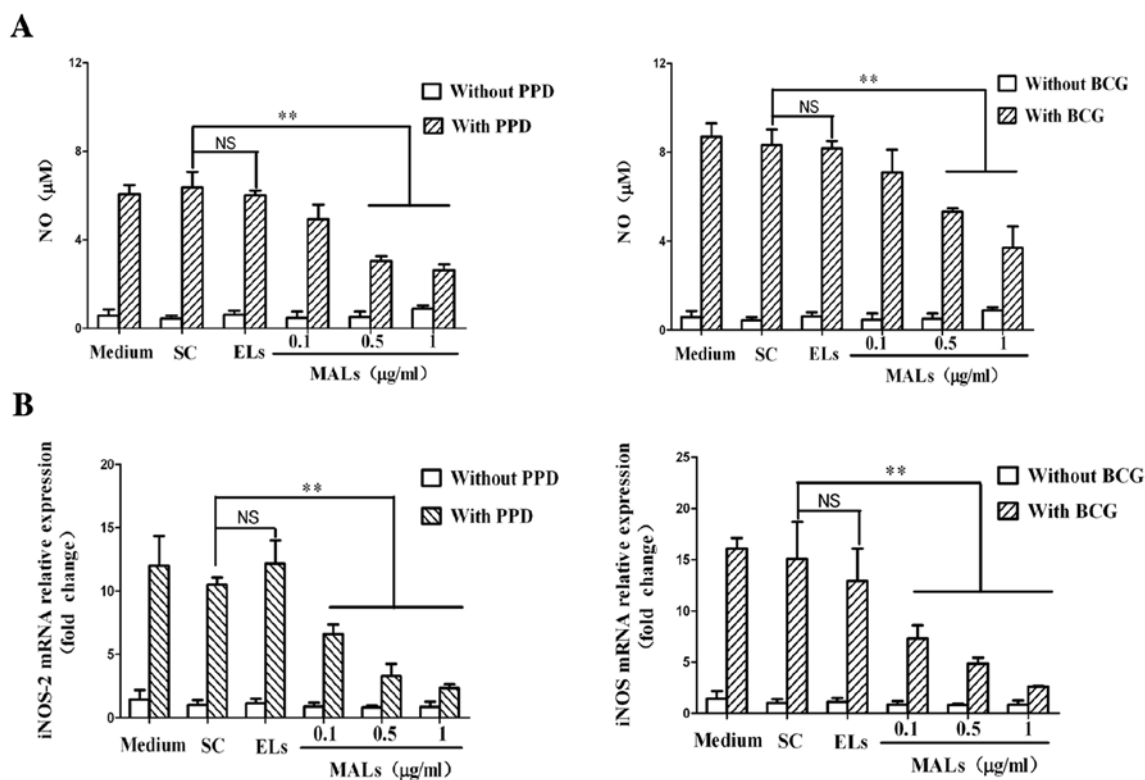 A
12
8
4
0
NO (μM)
**
NS
Without PPD
With PPD
Medium
SC
ELs
0.1
0.5
1
MALs (μg/ml)
12
8
4
0
NO (μM)
**
NS
Without BCG
With BCG
Medium
SC
ELs
0.1
0.5
1
MALs (μg/ml)
B
20
15
10
5
0
iNOS-2 mRNA relative expression
(fold change)
**
NS
Without PPD
With PPD
Medium
SC
ELs
0.1
0.5
1
MALs (μg/ml)
25
20
15
10
5
0
iNOS mRNA relative expression
(fold change)
**
NS
Without BCG
With BCG
Medium
SC
ELs
0.1
0.5
1
MALs (μg/ml)